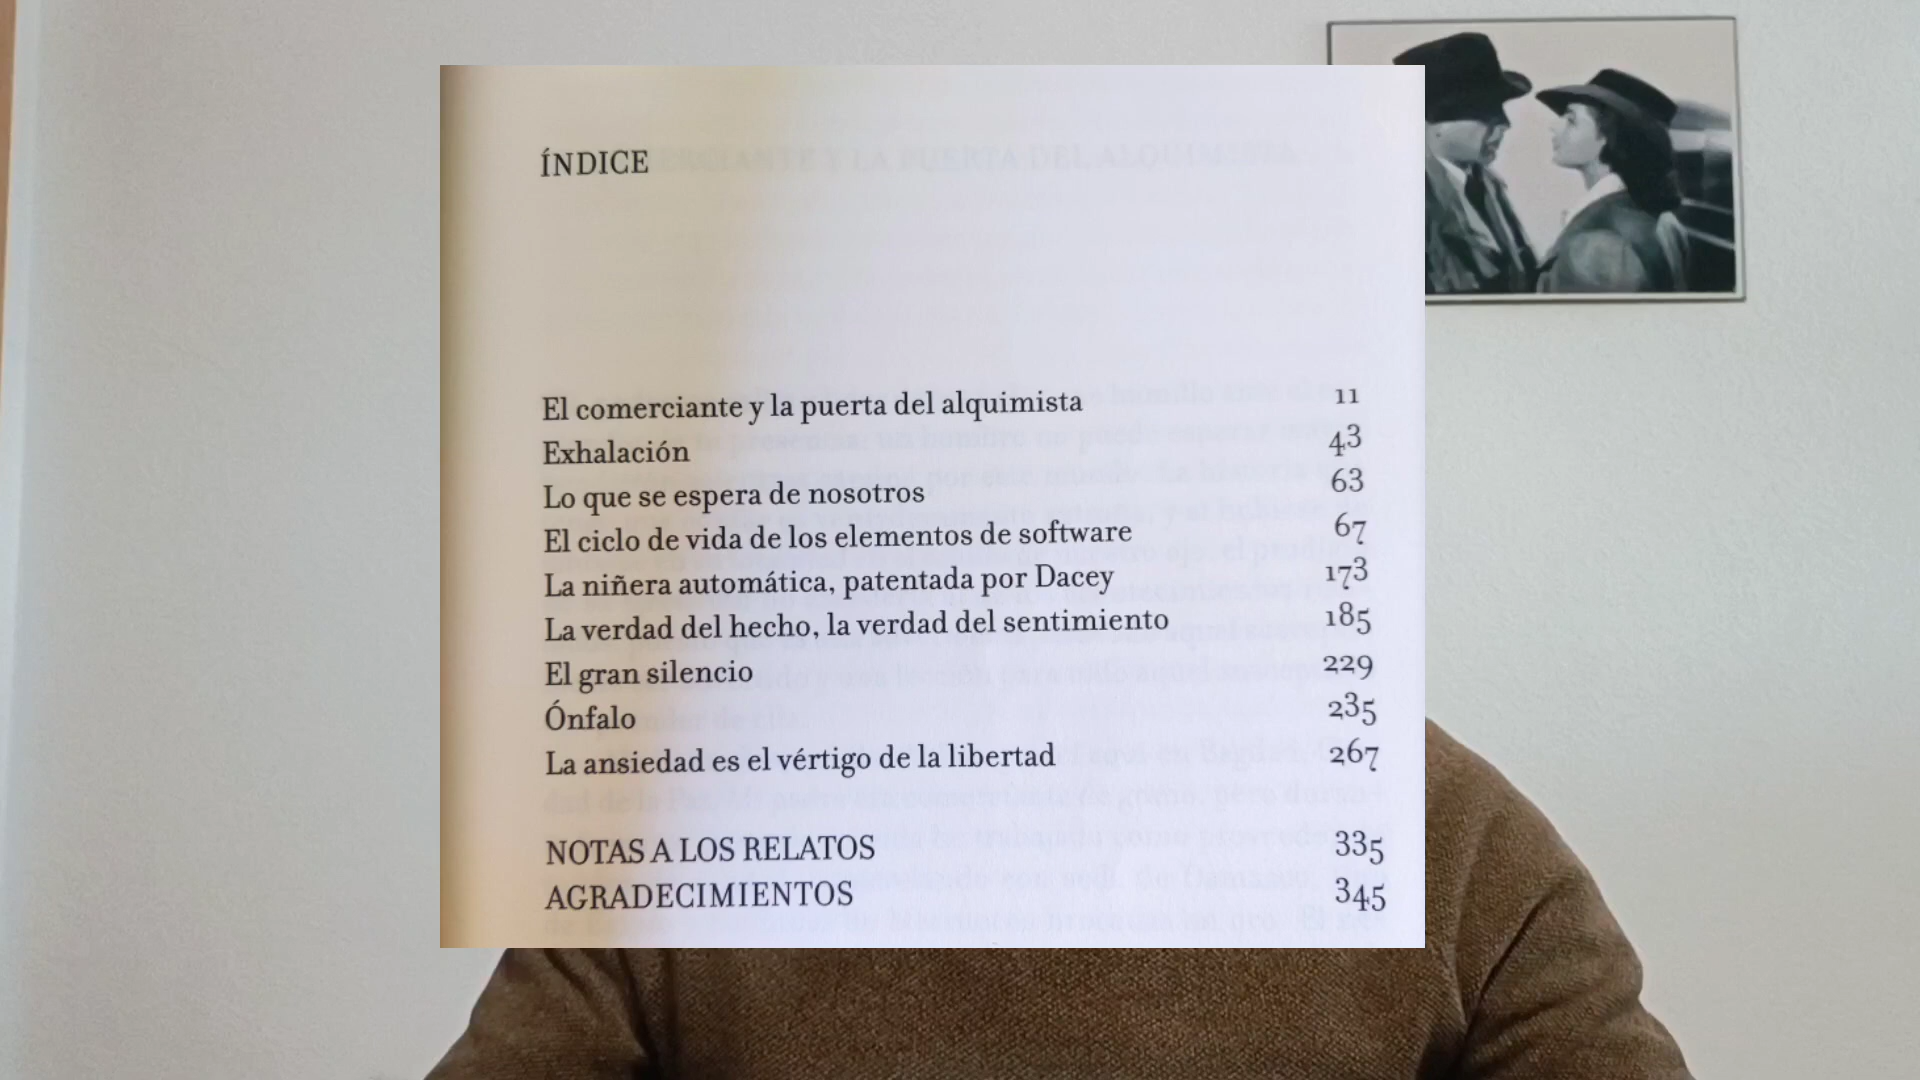 ÍNDICE
El comerciante y la puerta del alquimista 11
Exhalación 43
Lo que se espera de nosotros 63
El ciclo de vida de los elementos de software 67
La niñera automática, patentada por Dacey 173
La verdad del hecho, la verdad del sentimiento 185
El gran silencio 229
Ónfalo 235
La ansiedad es el vértigo de la libertad 267
NOTAS A LOS RELATOS 335
AGRADECIMIENTOS 345